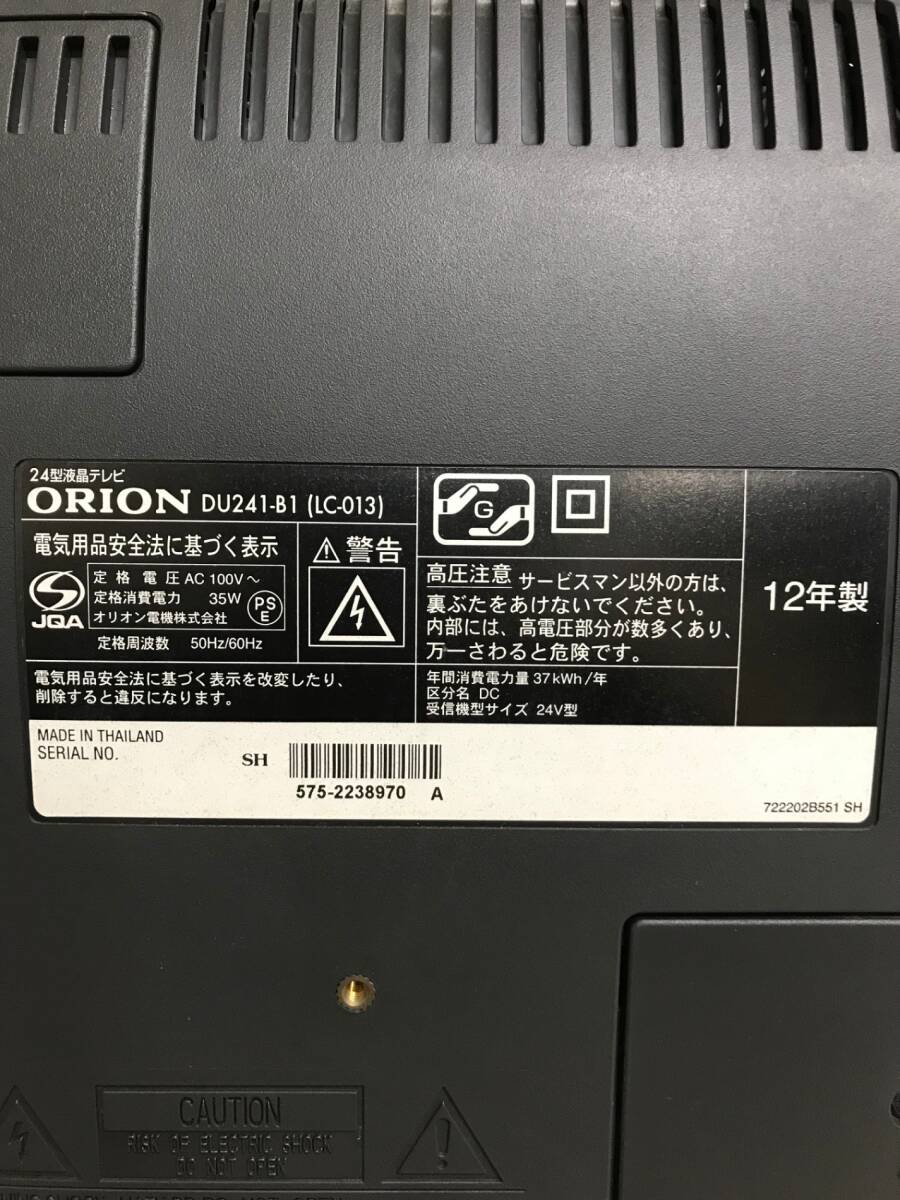 24型液晶テレビ
ORION DU241-B1 (LC-013)
電気用品安全法に基づく表示
JQA
定格電圧 AC 100V～
定格消費電力 35W
オリオン電機株式会社
PS
E
定格周波数 50Hz/60Hz
警告
電気用品安全法に基づく表示を改変したり、
削除すると違反になります。
G
高圧注意 サービスマン以外の方は、
裏ぶたをあけないでください。
内部には、高電圧部分が数多くあり、
万一さわると危険です。
年間消費電力量 37kWh/年
区分名 DC
受信機型サイズ 24V型
12年製
MADE IN THAILAND
SERIAL NO.
SH
575-2238970 A
722202B551 SH
CAUTION
RISK OF ELECTRIC SHOCK
DO NOT OPEN